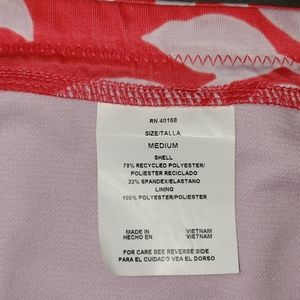 RN 40168
SIZE/TALLA
MEDIUM
SHELL
78% RECYCLED POLYESTER/
POLIESTER RECICLADO
22% SPANDEX/ELASTANO
LINING
100% POLYESTER/POLIESTER
MADE IN VIETNAM
HECHO EN VIETNAM
FOR CARE SEE REVERSE SIDE
PARA EL CUIDADO VEA EL DORSO